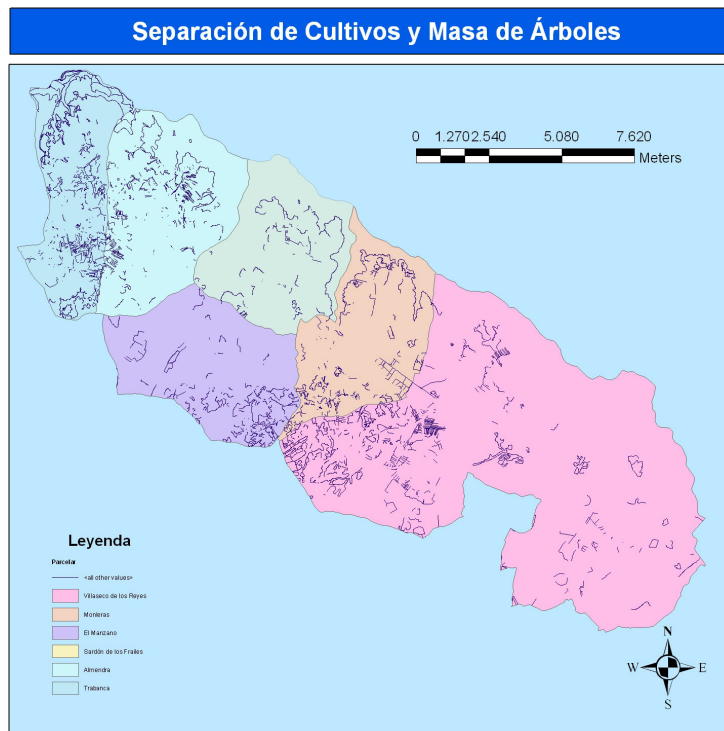 Separación de Cultivos y Masa de Árboles
0 1.270 2.540 5.080 7.620
Meters
Leyenda
Parcelar
<all other values>
Villaseco de los Reyes
Monleras
El Manzano
Sardón de los Frailes
Almendra
Trabanca
N
W E
S